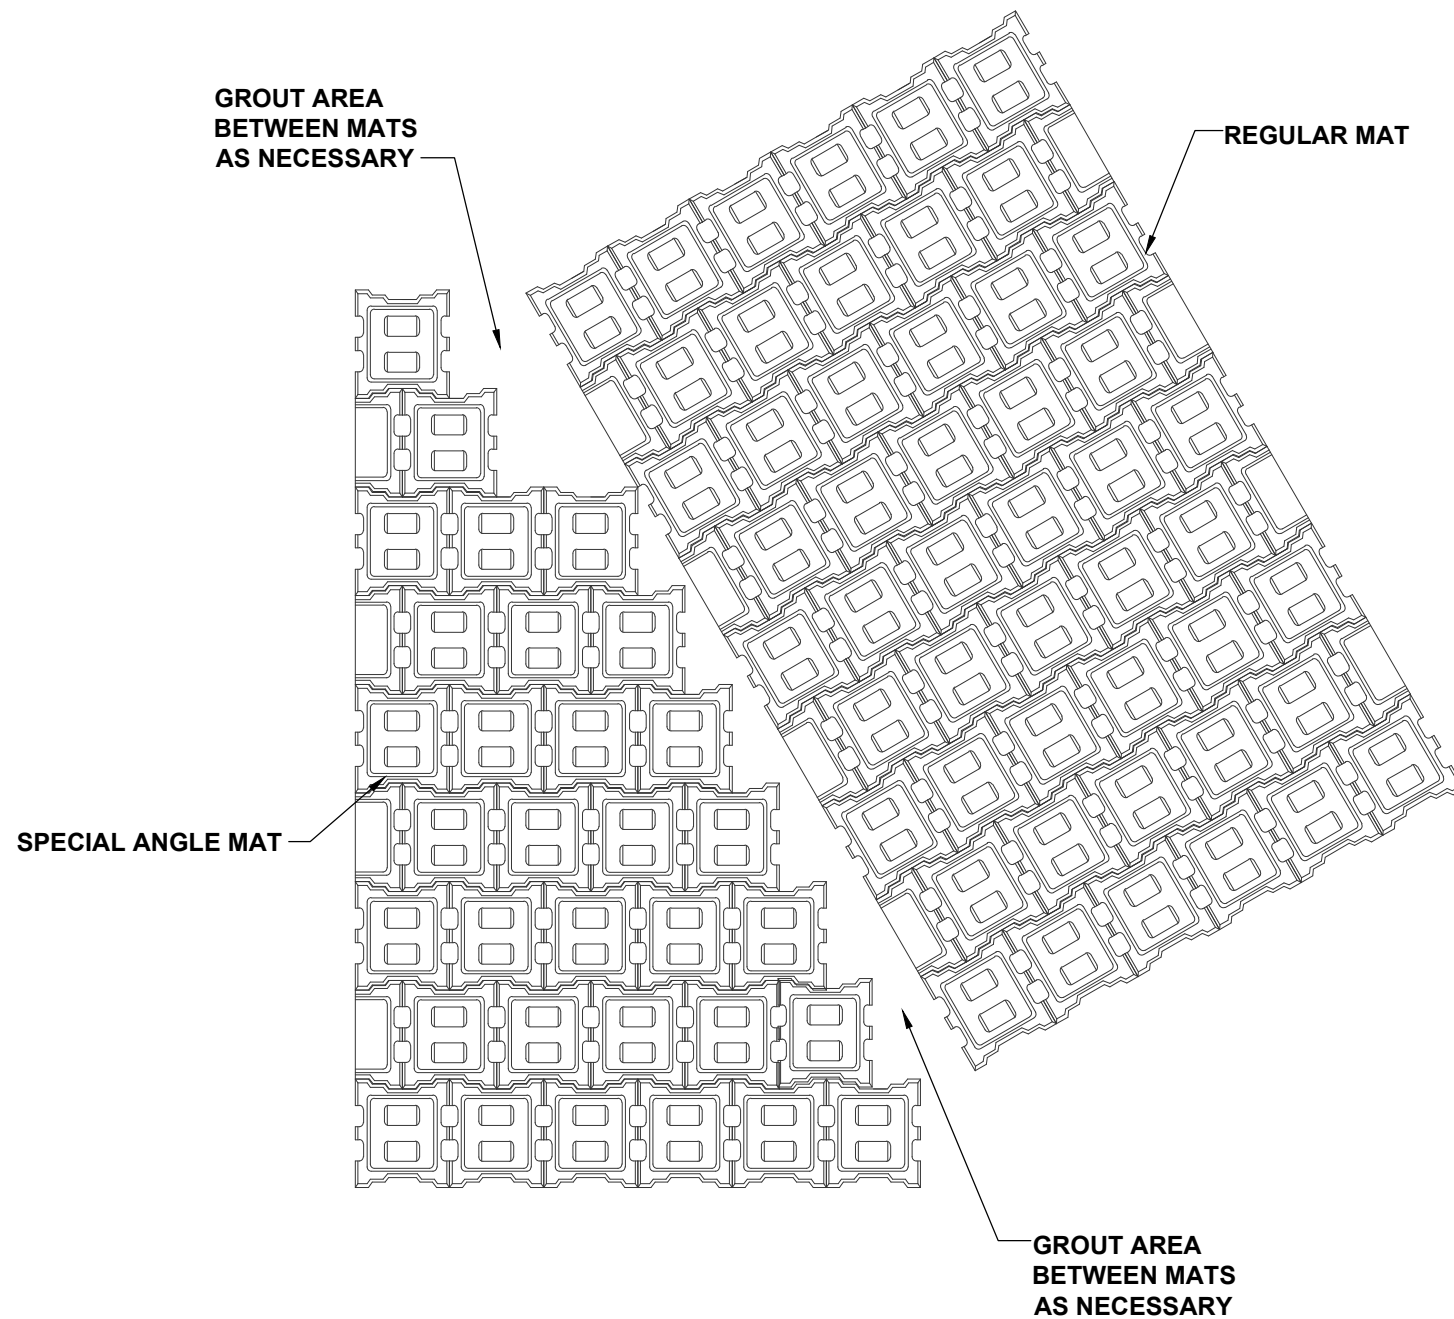 GROUT AREA
BETWEEN MATS
AS NECESSARY
REGULAR MAT
SPECIAL ANGLE MAT
GROUT AREA
BETWEEN MATS
AS NECESSARY